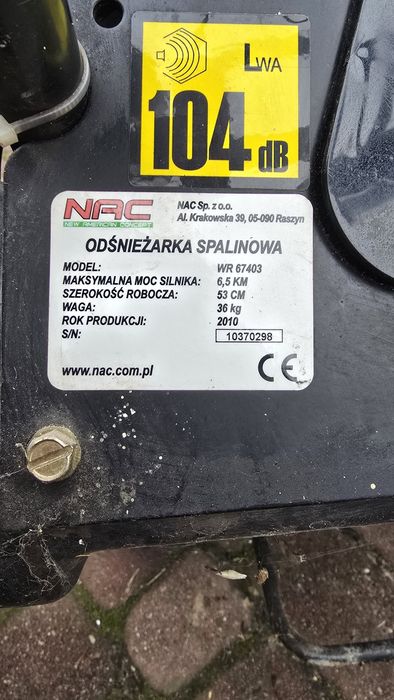 LWA
104 dB
NAC
NEW AMERICAN CONCEPT
NAC Sp. z o.o.
Al. Krakowska 39, 05-090 Raszyn
ODŚNIEŻARKA SPALINOWA
MODEL: WR 67403
MAKSYMALNA MOC SILNIKA: 6,5 KM
SZEROKOŚĆ ROBOCZA: 53 CM
WAGA: 36 kg
ROK PRODUKCJI: 2010
S/N: 10370298
www.nac.com.pl
CE